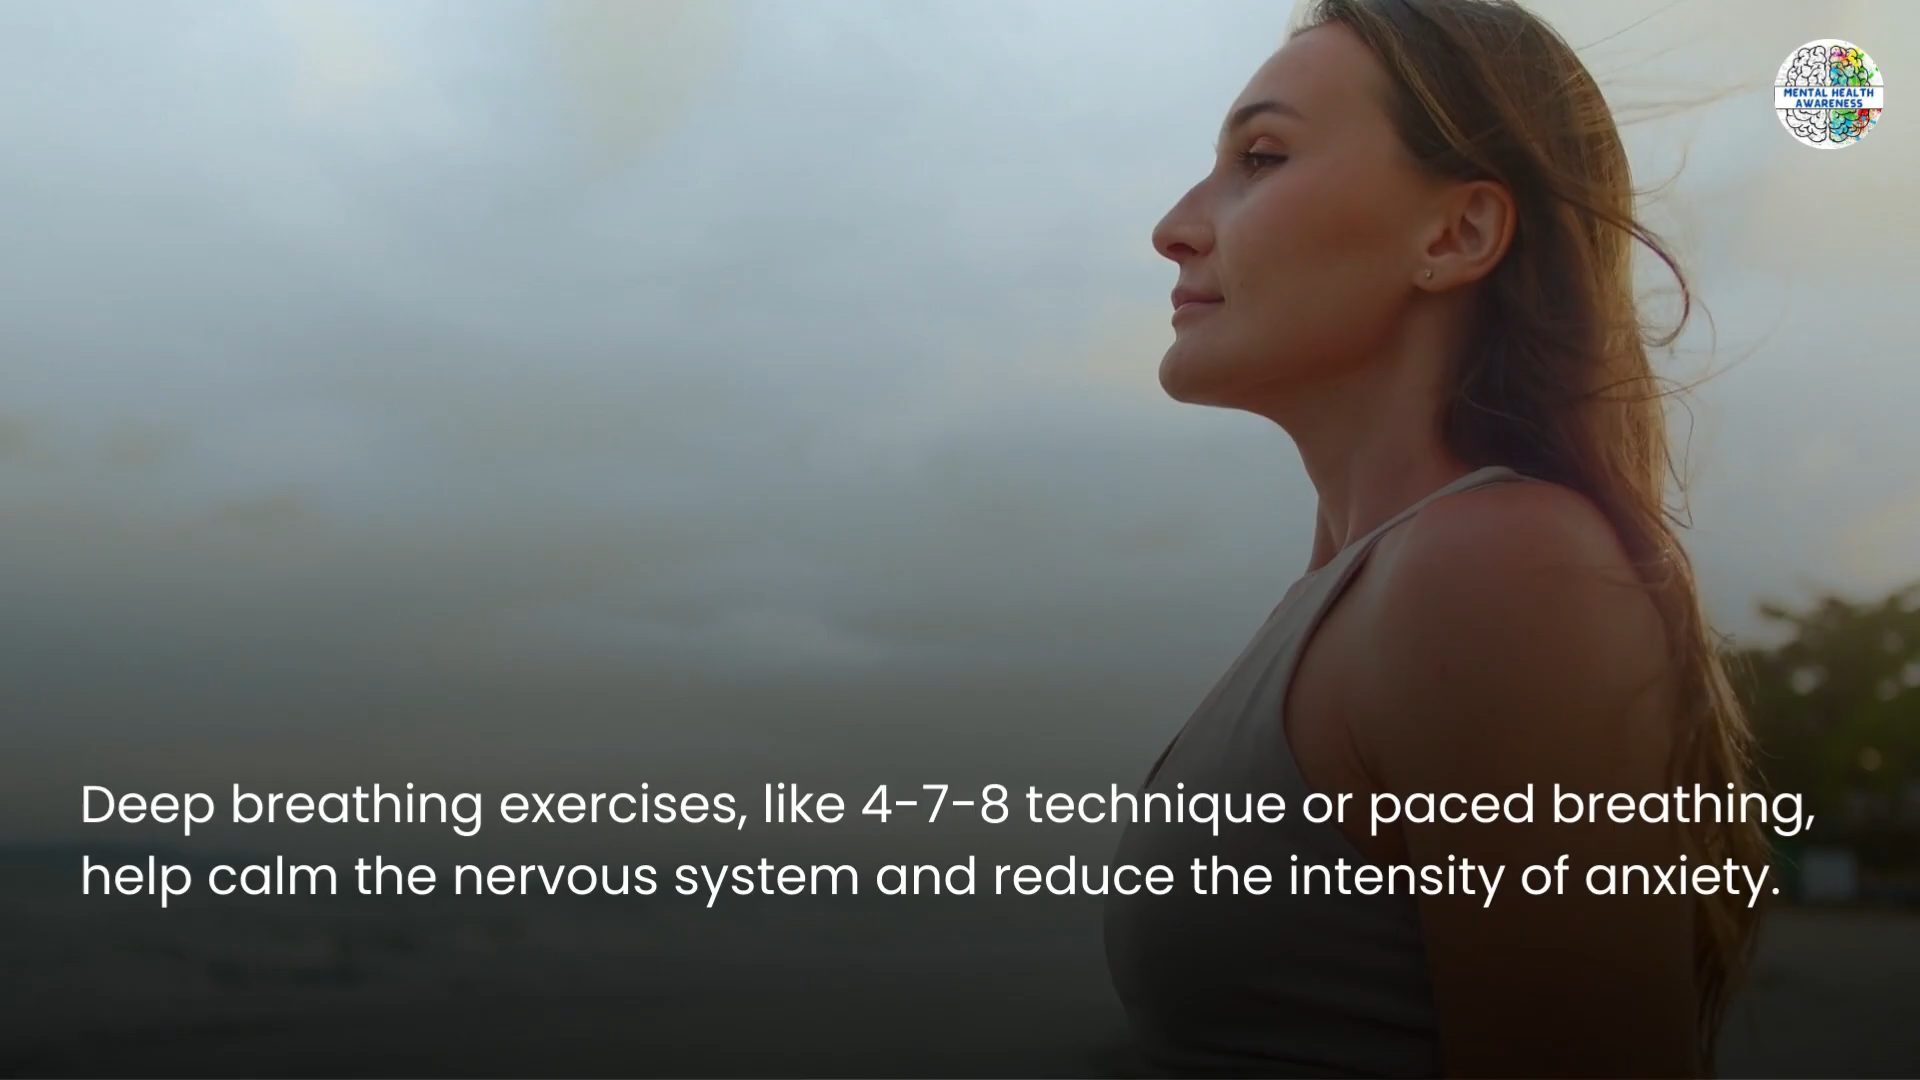 MENTAL HEALTH
AWARENESS
Deep breathing exercises, like 4-7-8 technique or paced breathing,
help calm the nervous system and reduce the intensity of anxiety.